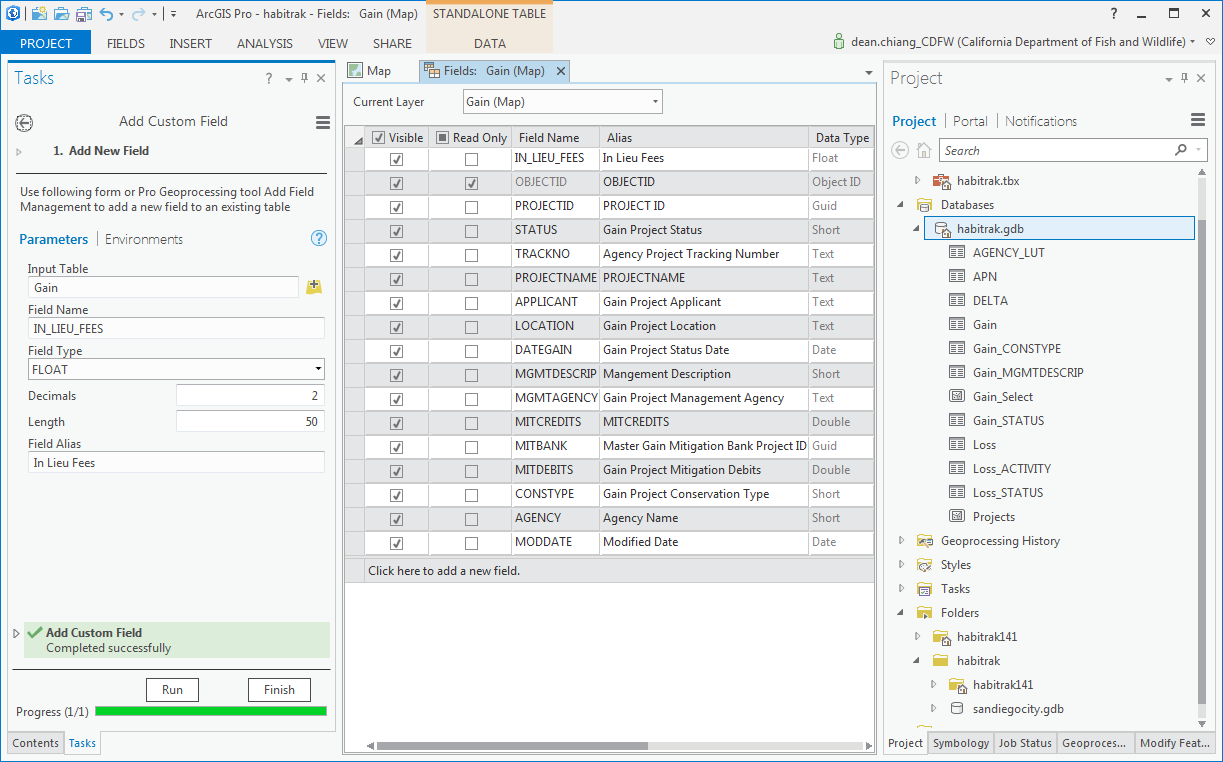 ArcGIS Pro - habitrak - Fields: Gain (Map)
STANDALONE TABLE
?
PROJECT
FIELDS
INSERT
ANALYSIS
VIEW
SHARE
DATA
dean.chiang_CDFW (California Department of Fish and Wildlife)
Tasks
?
Add Custom Field
1. Add New Field
Use following form or Pro Geoprocessing tool Add Field
Management to add a new field to an existing table
Parameters
Environments
?
Input Table
Gain
Field Name
IN_LIEU_FEES
Field Type
FLOAT
Decimals 2
Length 50
Field Alias
In Lieu Fees
Add Custom Field
Completed successfully
Run
Finish
Progress (1/1)
Contents
Tasks
Map
Fields: Gain (Map)
Current Layer
Gain (Map)
Visible Read Only Field Name Alias Data Type
IN_LIEU_FEES In Lieu Fees Float
OBJECTID OBJECTID Object ID
PROJECTID PROJECT ID Guid
STATUS Gain Project Status Short
TRACKNO Agency Project Tracking Number Text
PROJECTNAME PROJECTNAME Text
APPLICANT Gain Project Applicant Text
LOCATION Gain Project Location Text
DATEGAIN Gain Project Status Date Date
MGMTDESCRIP Mangement Description Short
MGMTAGENCY Gain Project Management Agency Text
MITCREDITS MITCREDITS Double
MITBANK Master Gain Mitigation Bank Project ID Guid
MITDEBITS Gain Project Mitigation Debits Double
CONSTYPE Gain Project Conservation Type Short
AGENCY Agency Name Short
MODDATE Modified Date Date
Click here to add a new field.
Project
Project
Portal
Notifications
Search
habitrak.tbx
Databases
habitrak.gdb
AGENCY_LUT
APN
DELTA
Gain
Gain_CONSTYPE
Gain_MGMTDESCRIP
Gain_Select
Gain_STATUS
Loss
Loss_ACTIVITY
Loss_STATUS
Projects
Geoprocessing History
Styles
Tasks
Folders
habitrak141
habitrak
habitrak141
sandiegocity.gdb
Project
Symbology
Job Status
Geoproces...
Modify Feat...